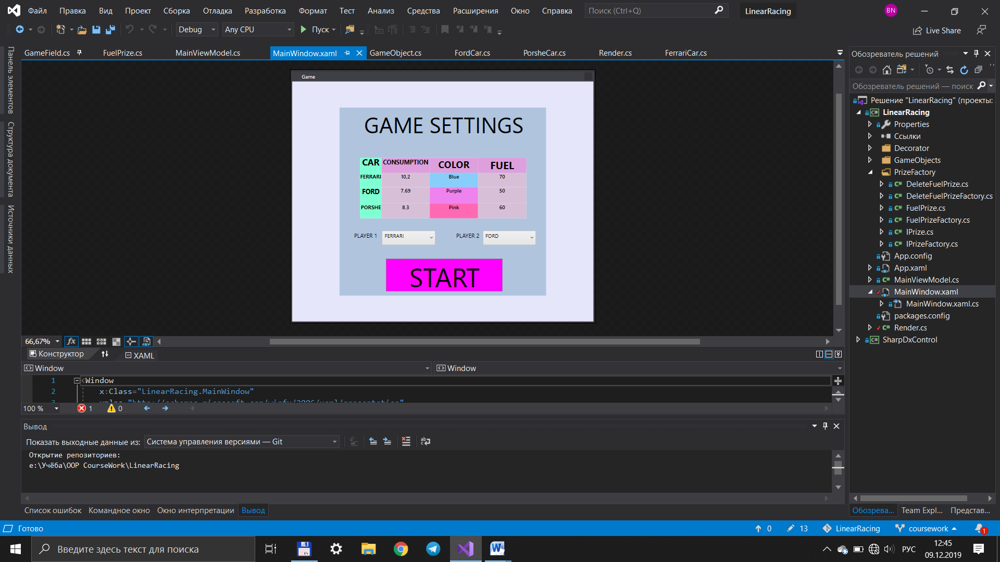 Файл Правка Вид Проект Сборка Отладка Разработка Формат Тест Анализ Средства Расширения Окно Справка Поиск (Ctrl+Q) LinearRacing BN
Debug Any CPU Пуск Live Share
GameField.cs FuelPrize.cs MainViewModel.cs MainWindow.xaml GameObject.cs FordCar.cs PorsheCar.cs Render.cs FerrariCar.cs
Панель элементов
Структура документа
Источники данных
Game
GAME SETTINGS
CAR CONSUMPTION COLOR FUEL
FERRARI 10,2 Blue 70
FORD 7.69 Purple 50
PORSHE 8.3 Pink 60
PLAYER 1 FERRARI PLAYER 2 FORD
START
66,67%
Конструктор XAML
Window Window
1 <Window
2 x:Class="LinearRacing.MainWindow"
100 % 1 0
Вывод
Показать выходные данные из: Система управления версиями — Git
Открытие репозиториев:
e:\Учёба\OOP CourseWork\LinearRacing
Список ошибок Командное окно Окно интерпретации Вывод
Обозреватель решений
Обозреватель решений — поиск
Решение "LinearRacing" (проекты:
LinearRacing
Properties
Ссылки
Decorator
GameObjects
PrizeFactory
DeleteFuelPrize.cs
DeleteFuelPrizeFactory.cs
FuelPrize.cs
FuelPrizeFactory.cs
IPrize.cs
IPrizeFactory.cs
App.config
App.xaml
MainViewModel.cs
MainWindow.xaml
MainWindow.xaml.cs
packages.config
Render.cs
SharpDxControl
Обозрева... Team Expl... Представ...
Готово 0 13 LinearRacing coursework 1
Введите здесь текст для поиска
РУС
12:45
09.12.2019